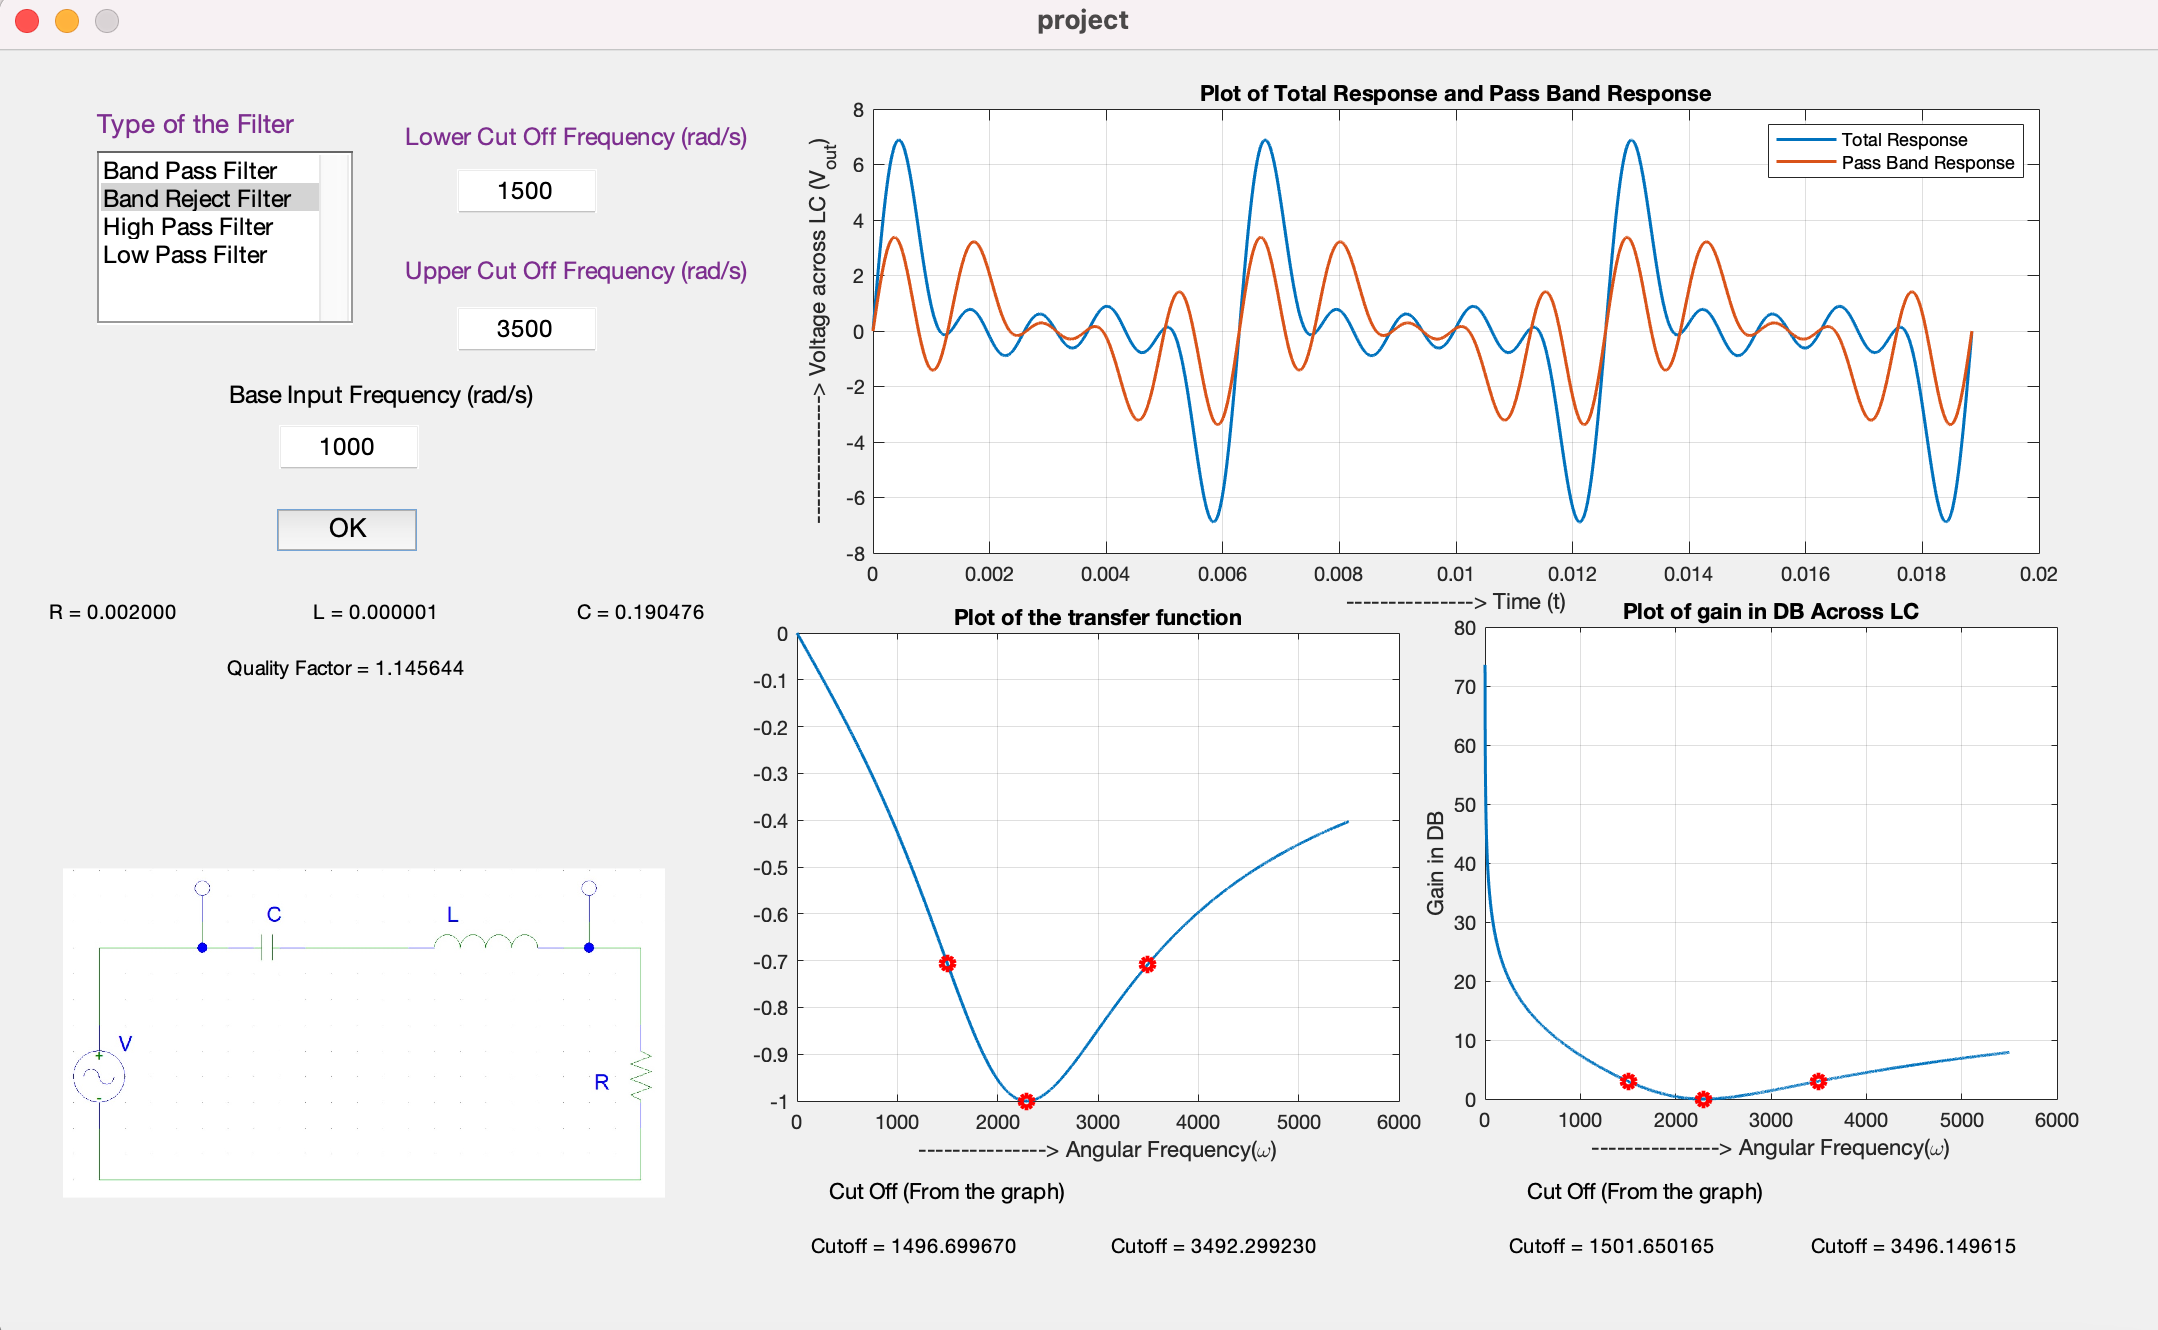 project
Type of the Filter
Band Pass Filter
Band Reject Filter
High Pass Filter
Low Pass Filter
Lower Cut Off Frequency (rad/s)
1500
Upper Cut Off Frequency (rad/s)
3500
Base Input Frequency (rad/s)
1000
OK
R = 0.002000
L = 0.000001
C = 0.190476
Quality Factor = 1.145644
C
L
V
+
-
R
Plot of Total Response and Pass Band Response
Total Response
Pass Band Response
--------------> Voltage across LC (V_out)
8
6
4
2
0
-2
-4
-6
-8
0 0.002 0.004 0.006 0.008 0.01 0.012 0.014 0.016 0.018 0.02
---------------> Time (t)
Plot of the transfer function
0
-0.1
-0.2
-0.3
-0.4
-0.5
-0.6
-0.7
-0.8
-0.9
-1
0 1000 2000 3000 4000 5000 6000
---------------> Angular Frequency(ω)
Cut Off (From the graph)
Cutoff = 1496.699670
Cutoff = 3492.299230
Plot of gain in DB Across LC
Gain in DB
80
70
60
50
40
30
20
10
0
0 1000 2000 3000 4000 5000 6000
---------------> Angular Frequency(ω)
Cut Off (From the graph)
Cutoff = 1501.650165
Cutoff = 3496.149615